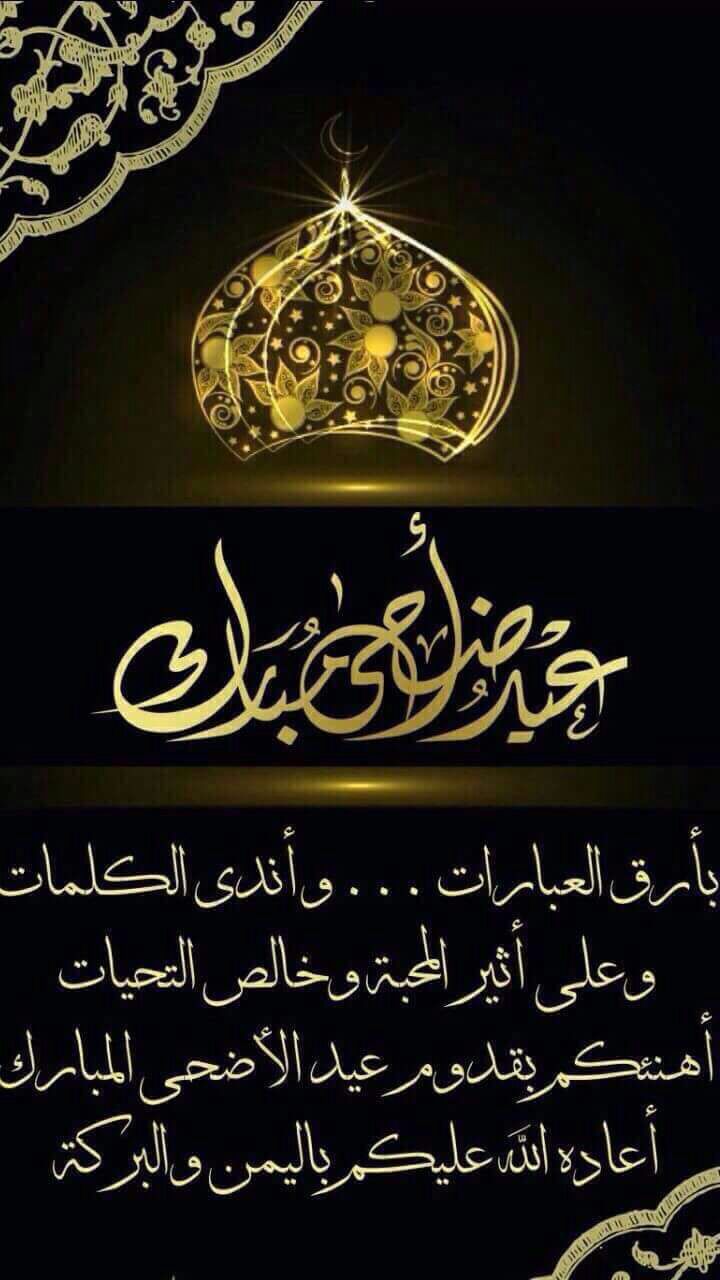 عيد أضحى مبارك
بأرق العبارات . . . وأندى الكلمات
وعلى أثير المحبة وخالص التحيات
أهنئكم بقدوم عيد الأضحى المبارك
أعاده الله عليكم باليمن والبركة